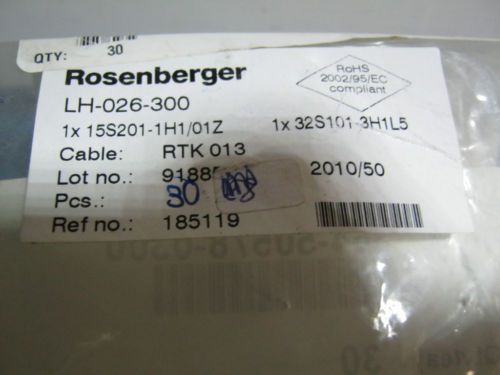 QTY:
30
Rosenberger
RoHS
2002/95/EC
compliant
LH-026-300
1x 15S201-1H1/01Z 1x 32S101-3H1L5
Cable: RTK 013
Lot no.: 2010/50
Pcs.: 30
Ref no.: 185119
30